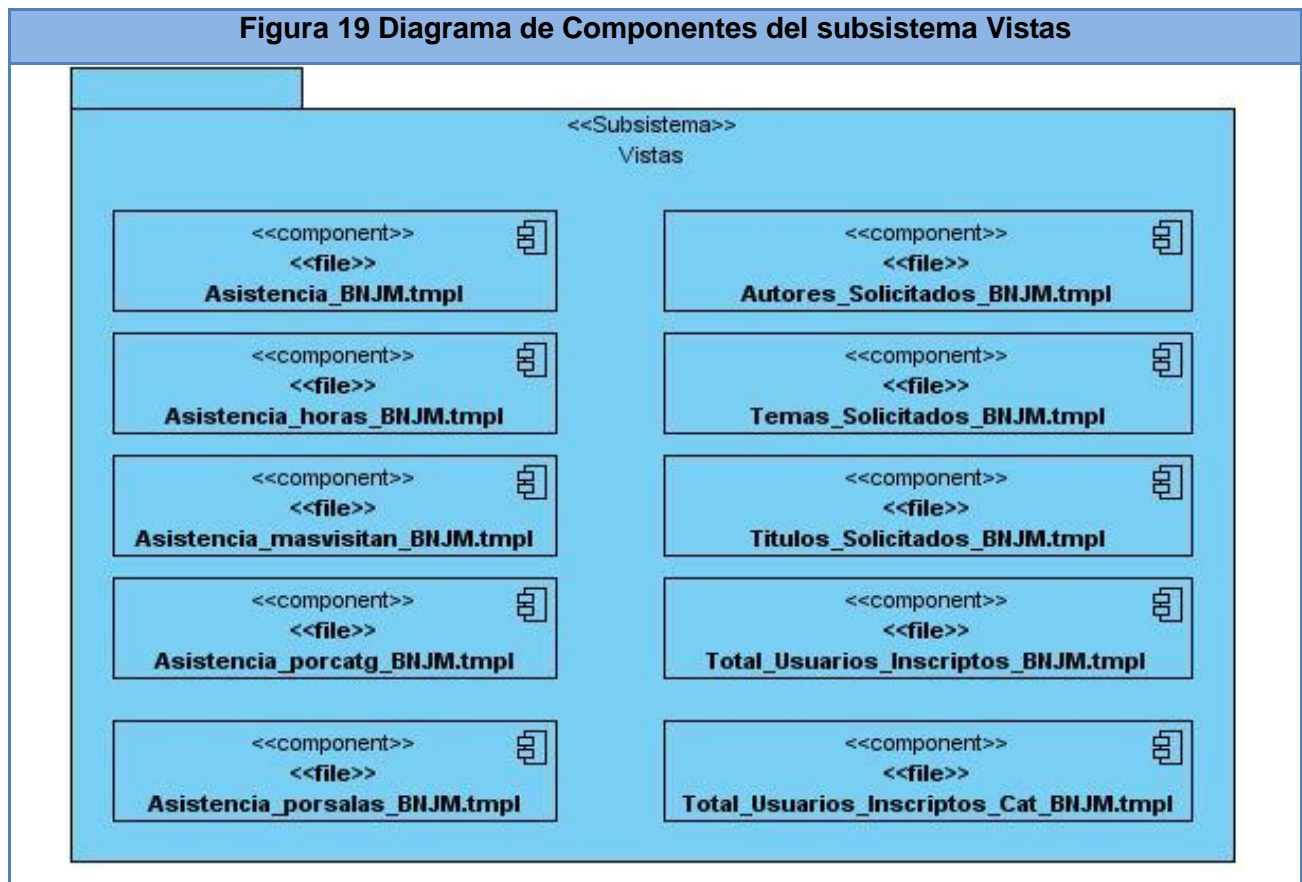 Figura 19 Diagrama de Componentes del subsistema Vistas
<<Subsistema>>
Vistas
<<component>>
<<file>>
Asistencia_BNJM.tmpl
<<component>>
<<file>>
Autores_Solicitados_BNJM.tmpl
<<component>>
<<file>>
Asistencia_horas_BNJM.tmpl
<<component>>
<<file>>
Temas_Solicitados_BNJM.tmpl
<<component>>
<<file>>
Asistencia_masvisitan_BNJM.tmpl
<<component>>
<<file>>
Titulos_Solicitados_BNJM.tmpl
<<component>>
<<file>>
Asistencia_porcatg_BNJM.tmpl
<<component>>
<<file>>
Total_Usuarios_Inscriptos_BNJM.tmpl
<<component>>
<<file>>
Asistencia_porsalas_BNJM.tmpl
<<component>>
<<file>>
Total_Usuarios_Inscriptos_Cat_BNJM.tmpl